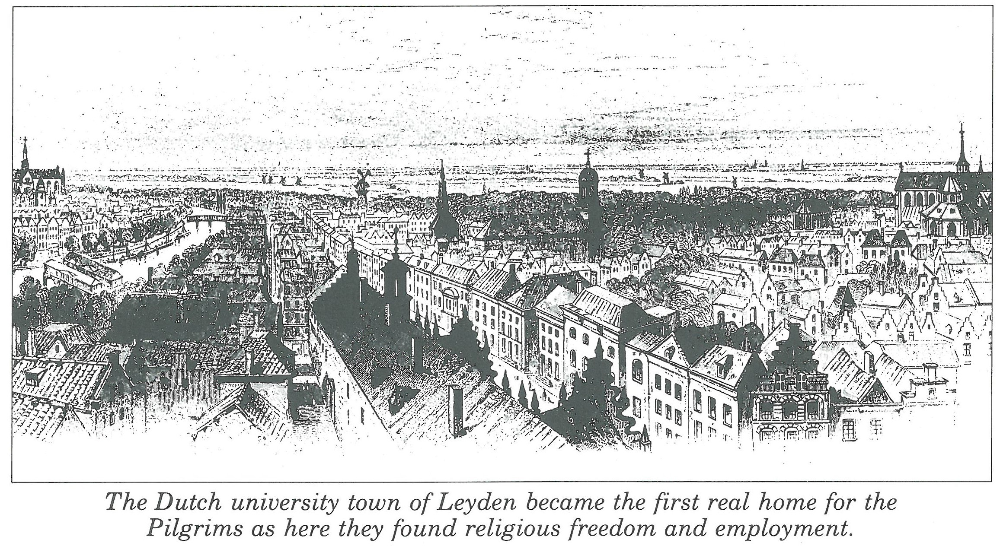 The Dutch university town of Leyden became the first real home for the
Pilgrims as here they found religious freedom and employment.